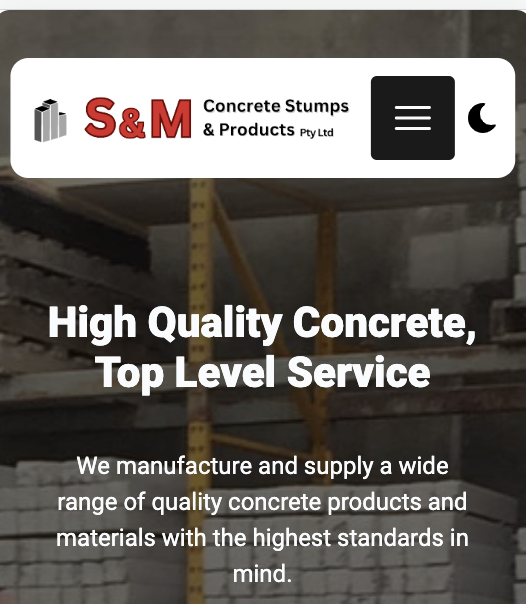 S&M Concrete Stumps
& Products Pty Ltd
High Quality Concrete,
Top Level Service
We manufacture and supply a wide
range of quality concrete products and
materials with the highest standards in
mind.